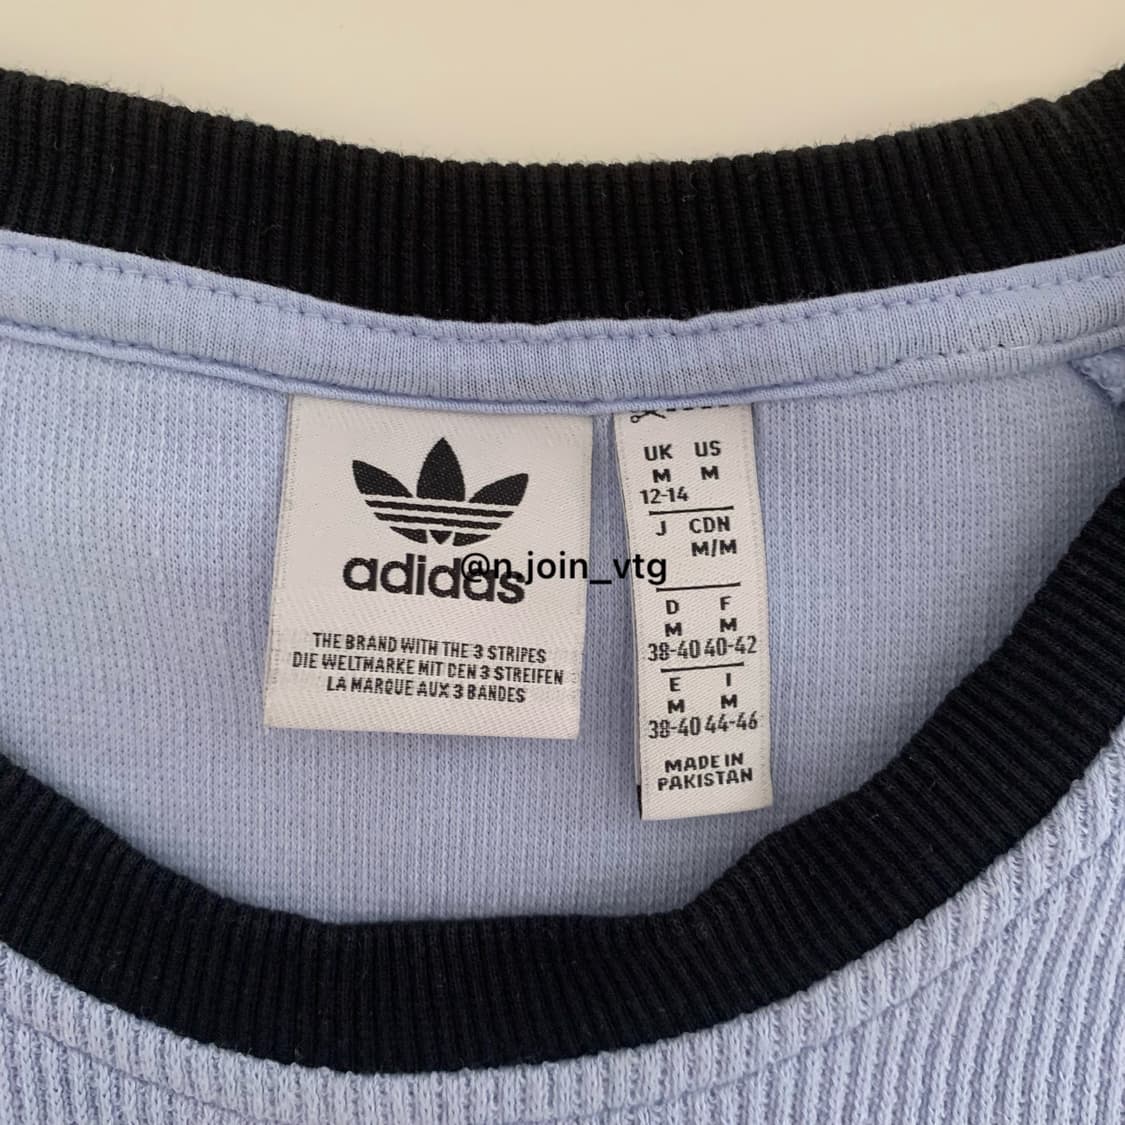 adidas
THE BRAND WITH THE 3 STRIPES
DIE WELTMARKE MIT DEN 3 STREIFEN
LA MARQUE AUX 3 BANDES
@n.join_vtg
UK US
M M
12-14
J CDN
M/M
D F
M M
38-40 40-42
E I
M M
38-40 44-46
MADE IN
PAKISTAN